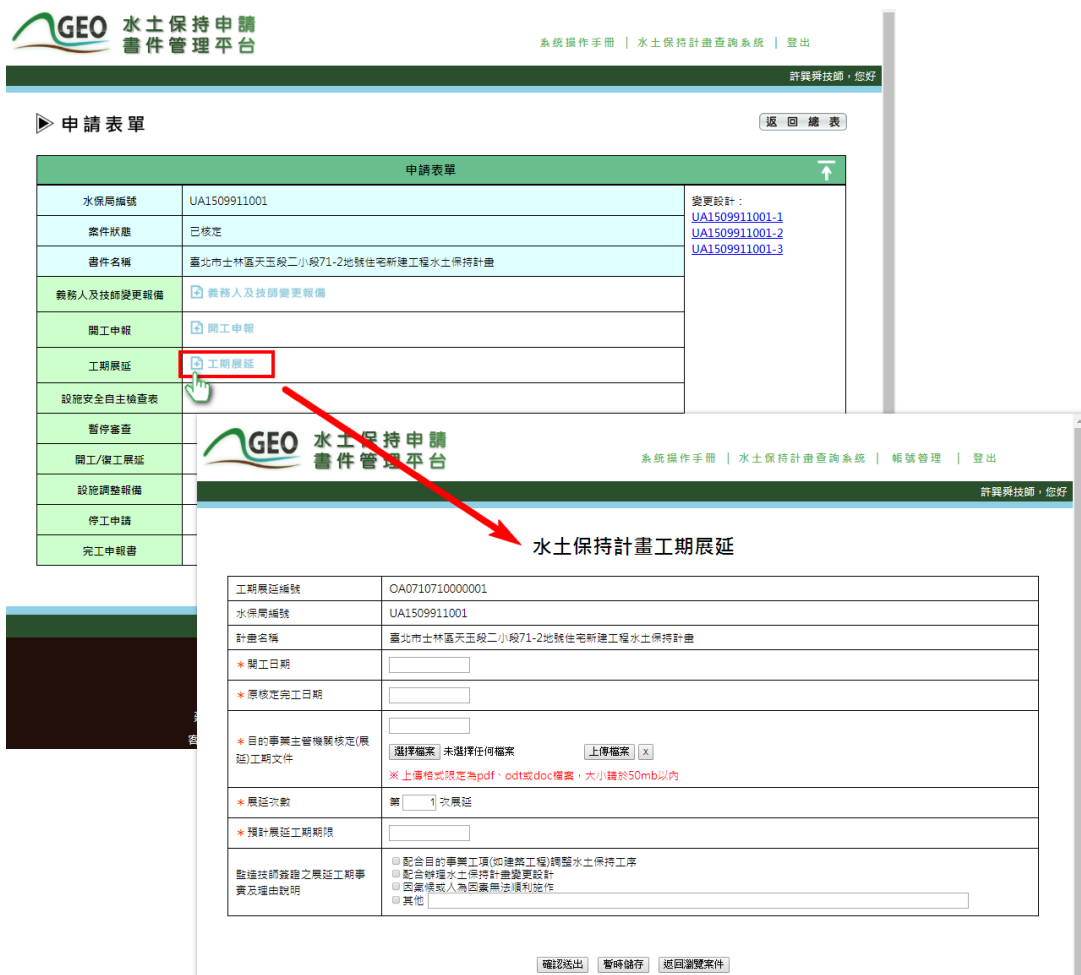 GEO 水土保持申請
書件管理平台
系統操作手冊 | 水土保持計畫查詢系統 | 登出
許巽舜技師，您好
申請表單
返回總表
申請表單
水保局編號 UA1509911001
變更設計：
UA1509911001-1
UA1509911001-2
UA1509911001-3
案件狀態 已核定
書件名稱 臺北市士林區天玉段二小段71-2地號住宅新建工程水土保持計畫
義務人及技師變更報備 義務人及技師變更報備
開工申報 開工申報
工期展延 工期展延
設施安全自主檢查表
暫停審查
開工/復工展延
設施調整報備
停工申請
完工申報書
客
GEO 水土保持申請
書件管理平台
系統操作手冊 | 水土保持計畫查詢系統 | 帳號管理 | 登出
許巽舜技師，您好
水土保持計畫工期展延
工期展延編號 OA0710710000001
水保局編號 UA1509911001
計畫名稱 臺北市士林區天玉段二小段71-2地號住宅新建工程水土保持計畫
＊開工日期
＊原核定完工日期
＊目的事業主管機關核定(展
延)工期文件
選擇檔案 未選擇任何檔案 上傳檔案 x
※ 上傳格式限定為pdf、odt或doc檔案，大小請於50mb以內
＊展延次數 第 1 次展延
＊預計展延工期期限
監造技師簽證之展延工期事
實及理由說明
配合目的事業工項(如建築工程)調整水土保持工序
配合辦理水土保持計畫變更設計
因氣候或人為因素無法順利施作
其他
確認送出 暫時儲存 返回瀏覽案件